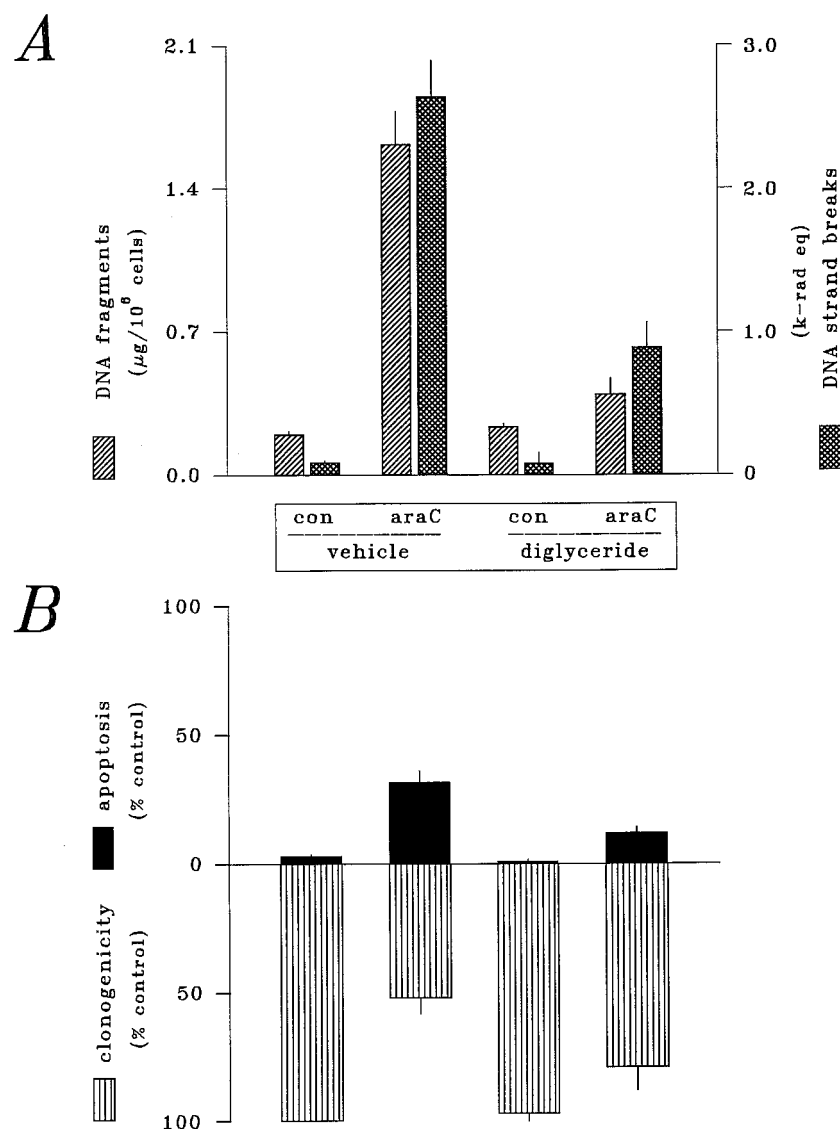 A
2.1
1.4
0.7
0.0
DNA fragments
(μg/10⁶ cells)
3.0
2.0
1.0
0
(k-rad eq)
DNA strand breaks
con araC con araC
vehicle diglyceride
B
100
50
0
50
100
apoptosis
(% control)
clonogenicity
(% control)